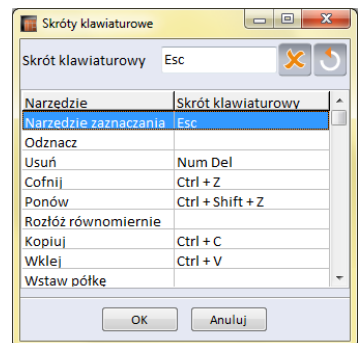 Skróty klawiaturowe
Skrót klawiaturowy Esc
Narzędzie Skrót klawiaturowy
Narzędzie zaznaczania Esc
Odznacz
Usuń Num Del
Cofnij Ctrl + Z
Ponów Ctrl + Shift + Z
Rozłóż równomiernie
Kopiuj Ctrl + C
Wklej Ctrl + V
Wstaw półkę
OK Anuluj